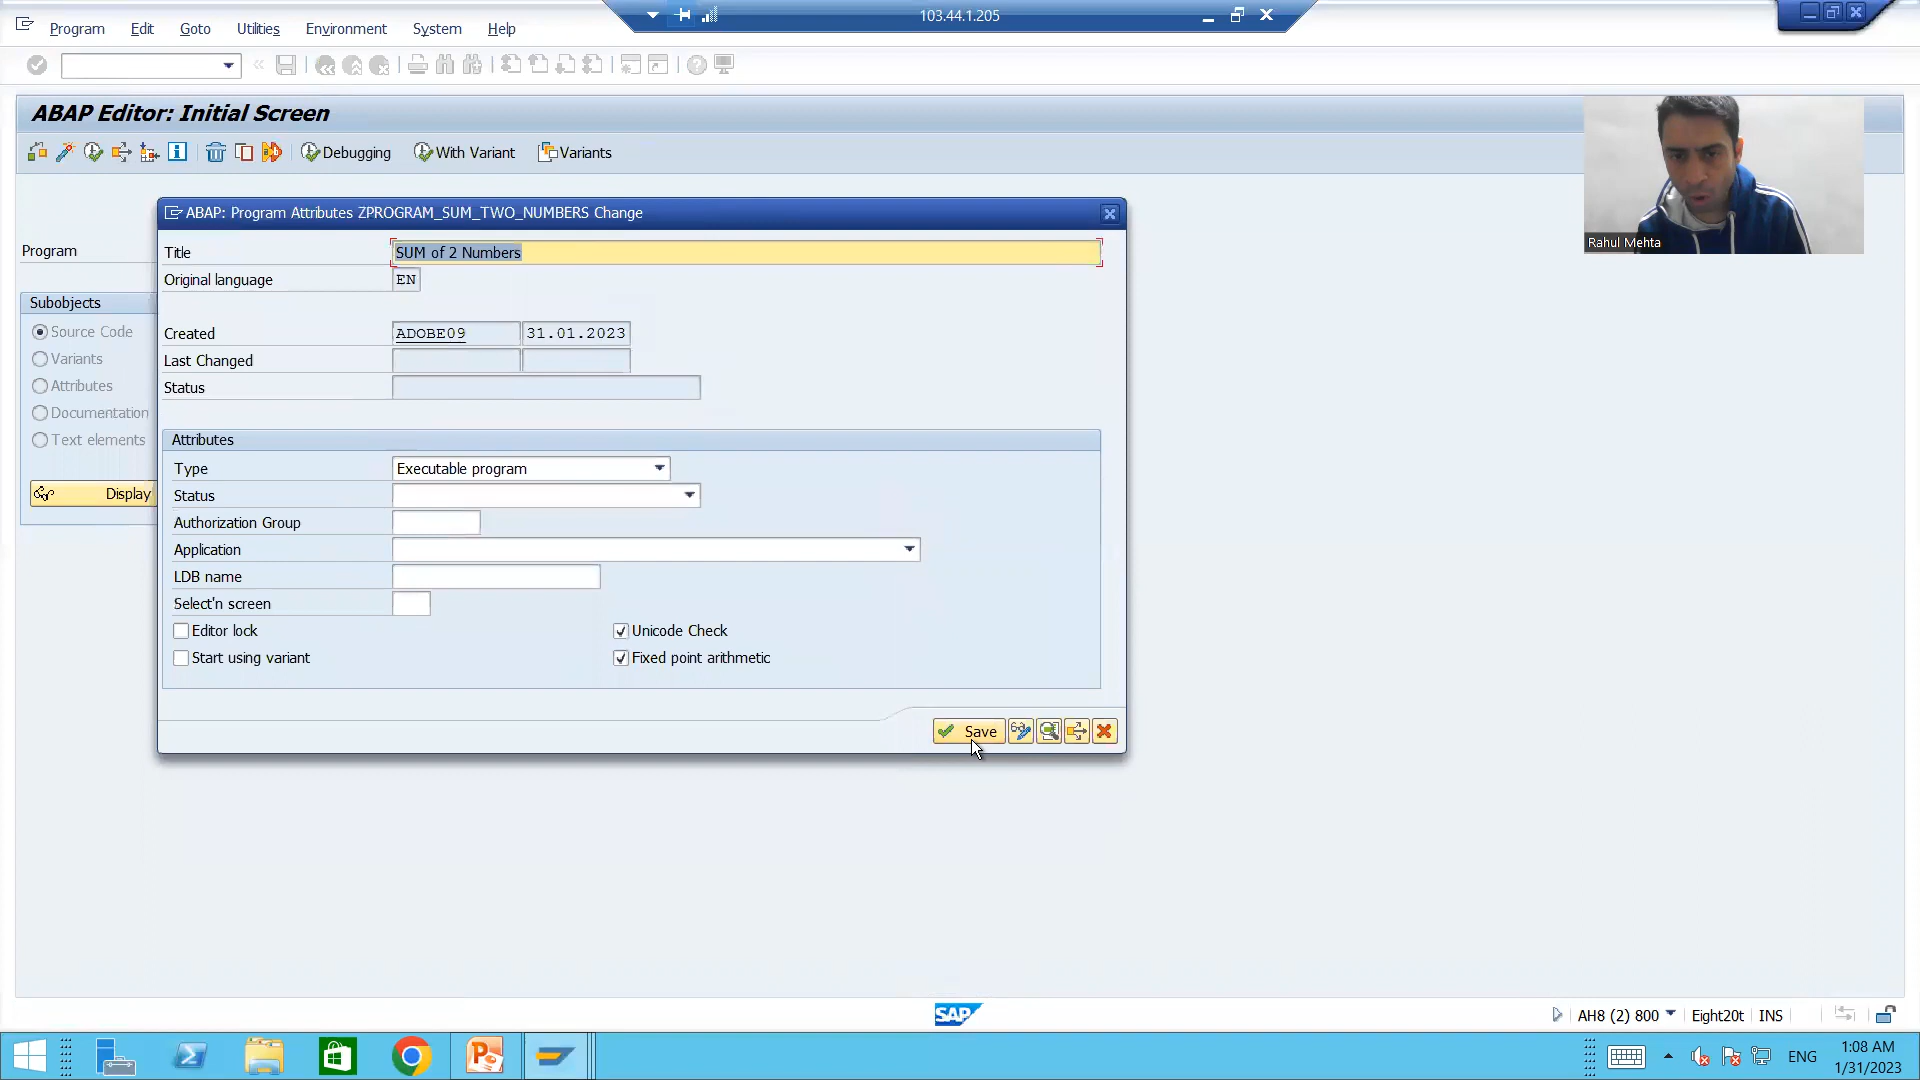 Program Edit Goto Utilities Environment System Help
103.44.1.205
ABAP Editor: Initial Screen
Debugging With Variant Variants
Rahul Mehta
ABAP: Program Attributes ZPROGRAM_SUM_TWO_NUMBERS Change
Program
Subobjects
Source Code
Variants
Attributes
Documentation
Text elements
Display
Title SUM of 2 Numbers
Original language EN
Created ADOBE09 31.01.2023
Last Changed
Status
Attributes
Type Executable program
Status
Authorization Group
Application
LDB name
Select'n screen
Editor lock Unicode Check
Start using variant Fixed point arithmetic
Save
SAP
AH8 (2) 800 Eight20t INS
ENG
1:08 AM
1/31/2023